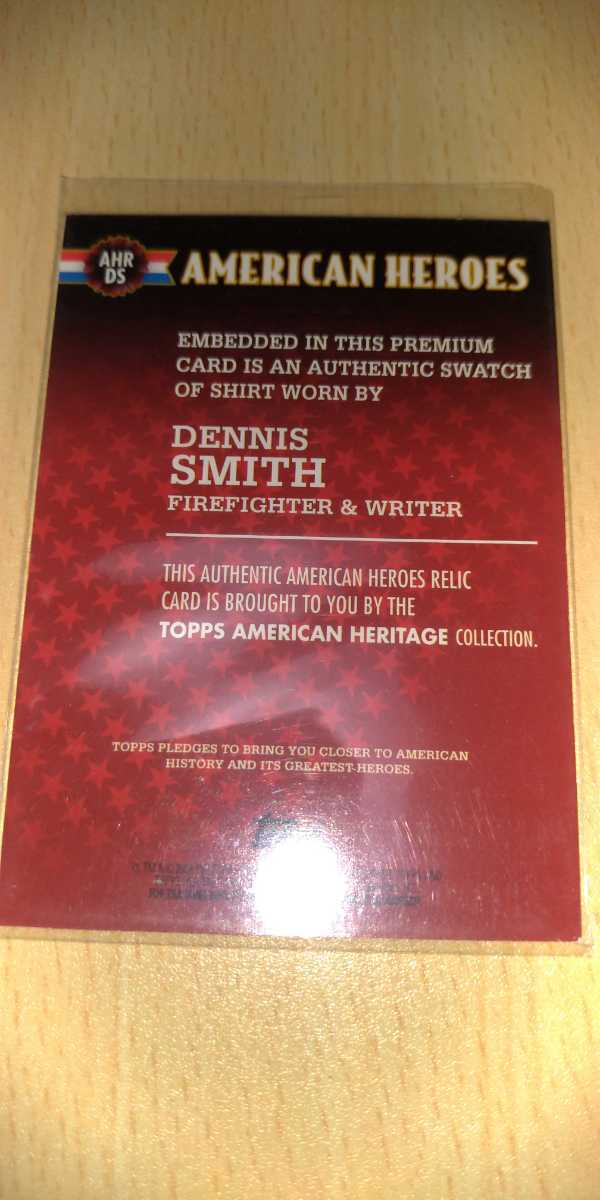 AHR
DS
AMERICAN HEROES
EMBEDDED IN THIS PREMIUM
CARD IS AN AUTHENTIC SWATCH
OF SHIRT WORN BY
DENNIS
SMITH
FIREFIGHTER & WRITER
THIS AUTHENTIC AMERICAN HEROES RELIC
CARD IS BROUGHT TO YOU BY THE
TOPPS AMERICAN HERITAGE COLLECTION.
TOPPS PLEDGES TO BRING YOU CLOSER TO AMERICAN
HISTORY AND ITS GREATEST HEROES.